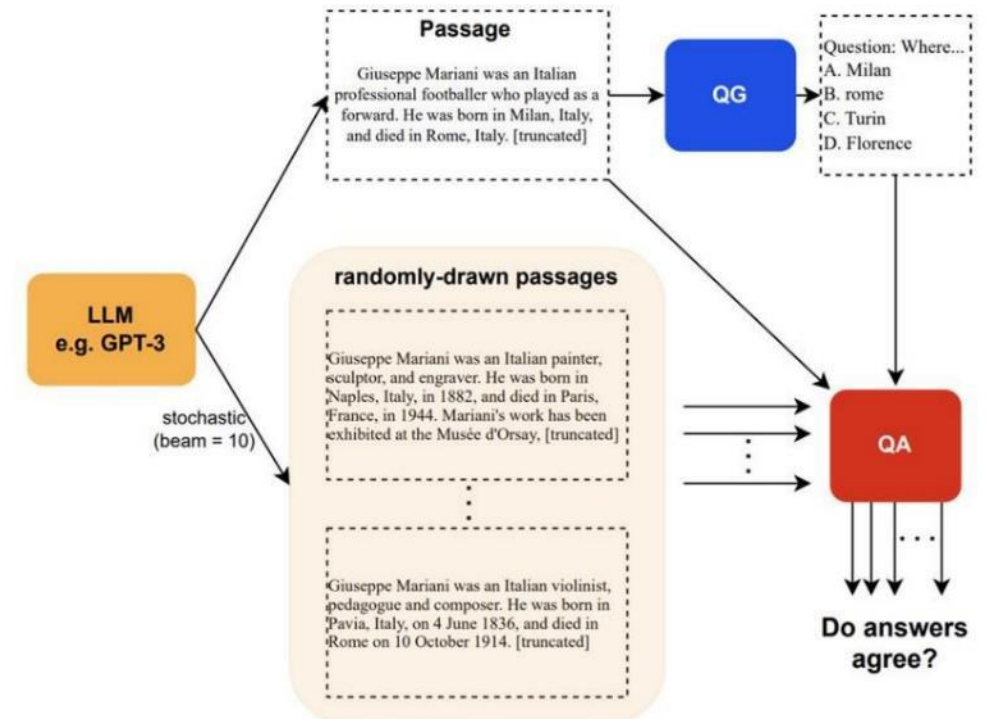 Passage
Giuseppe Mariani was an Italian
professional footballer who played as a
forward. He was born in Milan, Italy,
and died in Rome, Italy. [truncated]
QG
Question: Where...
A. Milan
B. rome
C. Turin
D. Florence
LLM
e.g. GPT-3
stochastic
(beam = 10)
randomly-drawn passages
Giuseppe Mariani was an Italian painter,
sculptor, and engraver. He was born in
Naples, Italy, in 1882, and died in Paris,
France, in 1944. Mariani's work has been
exhibited at the Musée d'Orsay, [truncated]
Giuseppe Mariani was an Italian violinist,
pedagogue and composer. He was born in
Pavia, Italy, on 4 June 1836, and died in
Rome on 10 October 1914. [truncated]
QA
Do answers
agree?